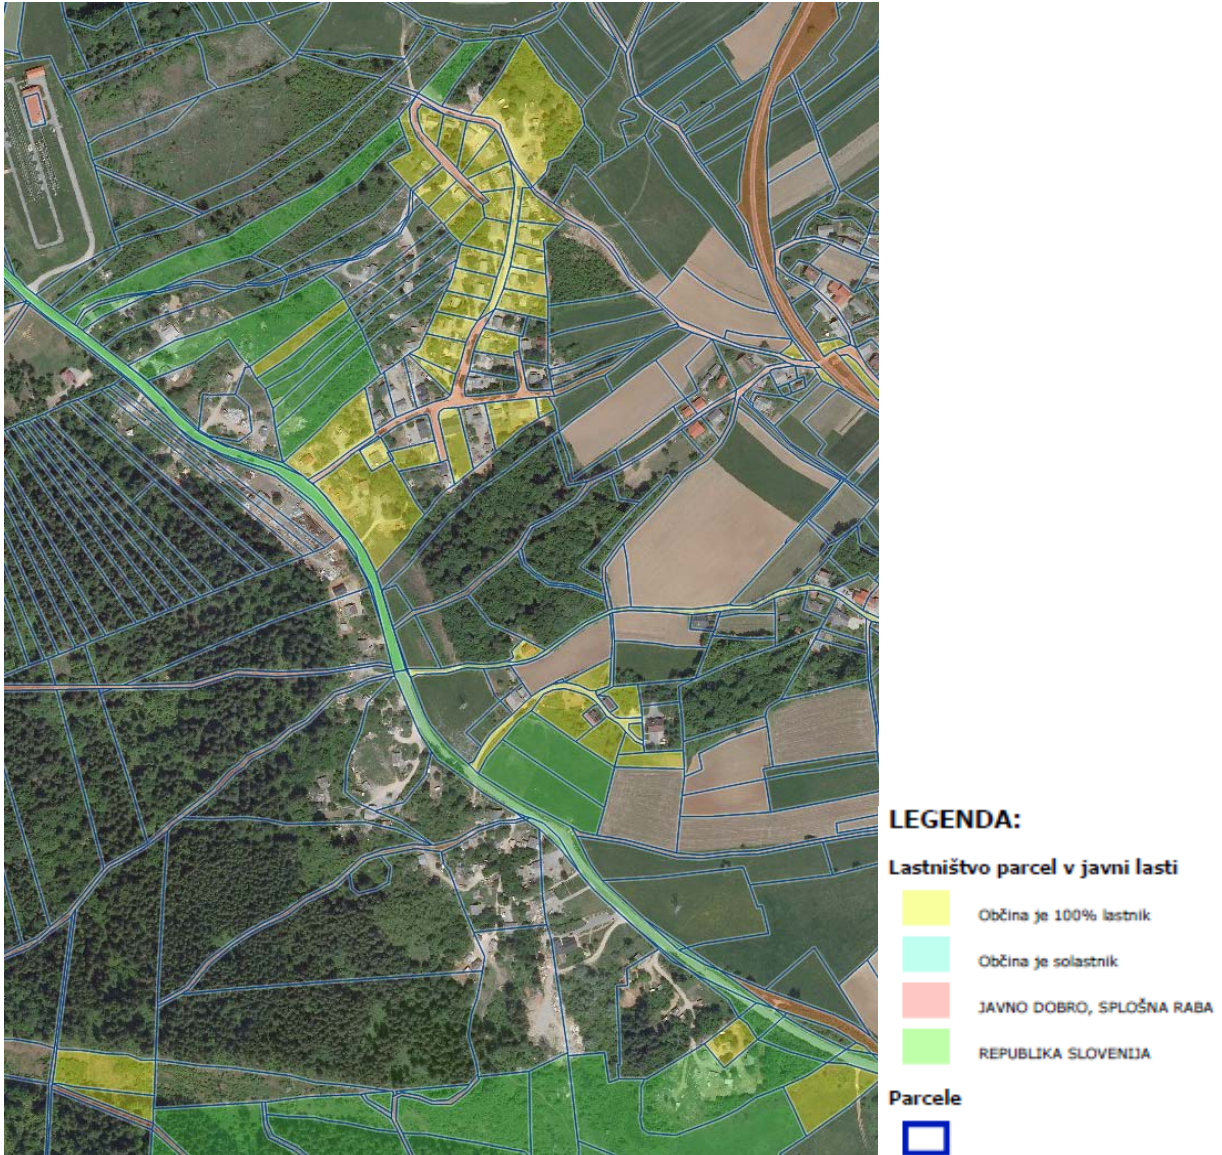 LEGENDA:
Lastništvo parcel v javni lasti
Občina je 100% lastnik
Občina je solastnik
JAVNO DOBRO, SPLOŠNA RABA
REPUBLIKA SLOVENIJA
Parcele